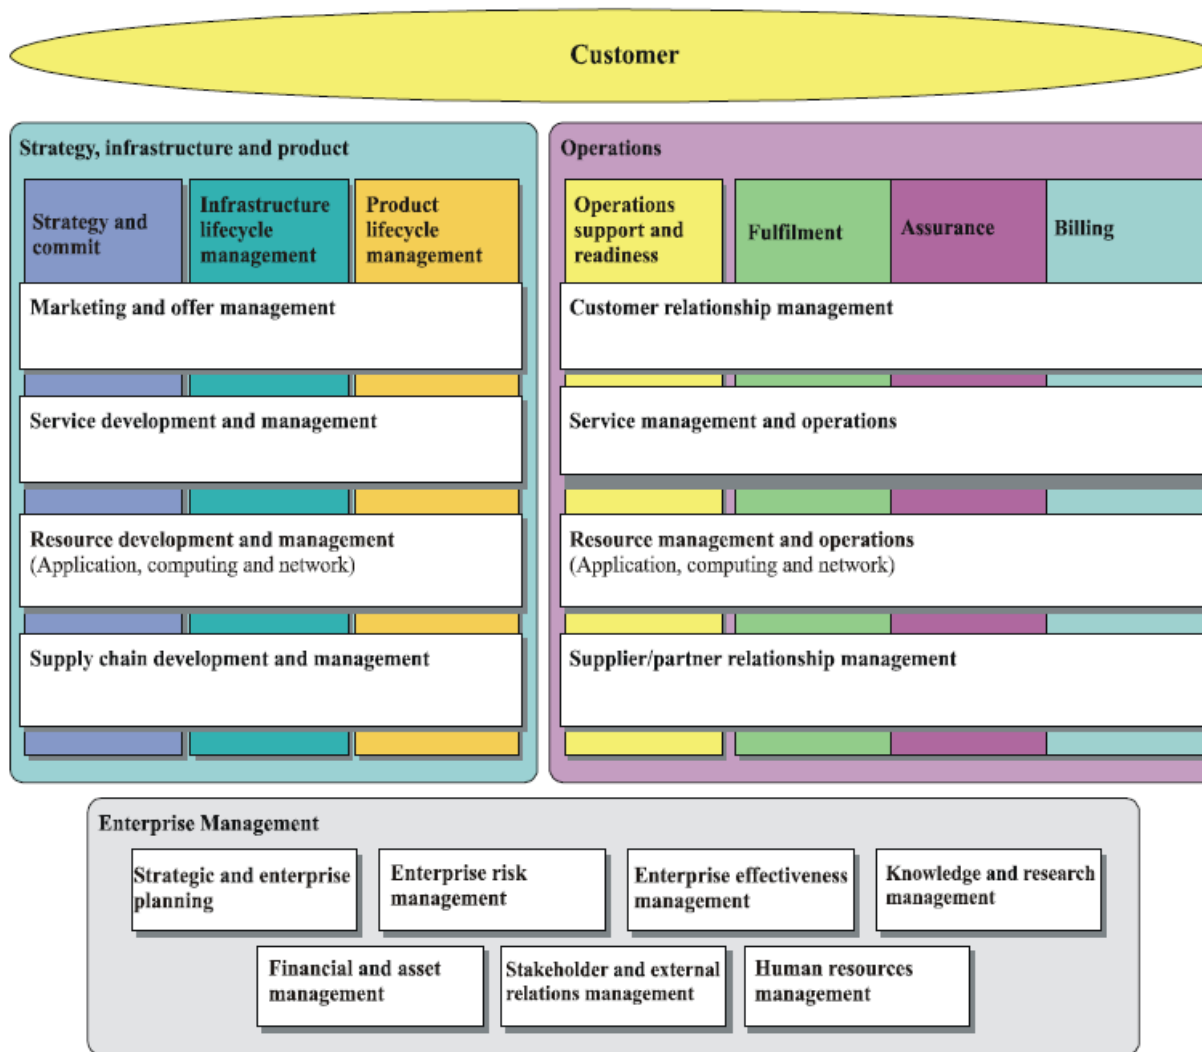 Customer
Strategy, infrastructure and product
Strategy and
commit
Infrastructure
lifecycle
management
Product
lifecycle
management
Marketing and offer management
Service development and management
Resource development and management
(Application, computing and network)
Supply chain development and management
Operations
Operations
support and
readiness
Fulfilment
Assurance
Billing
Customer relationship management
Service management and operations
Resource management and operations
(Application, computing and network)
Supplier/partner relationship management
Enterprise Management
Strategic and enterprise
planning
Enterprise risk
management
Enterprise effectiveness
management
Knowledge and research
management
Financial and asset
management
Stakeholder and external
relations management
Human resources
management